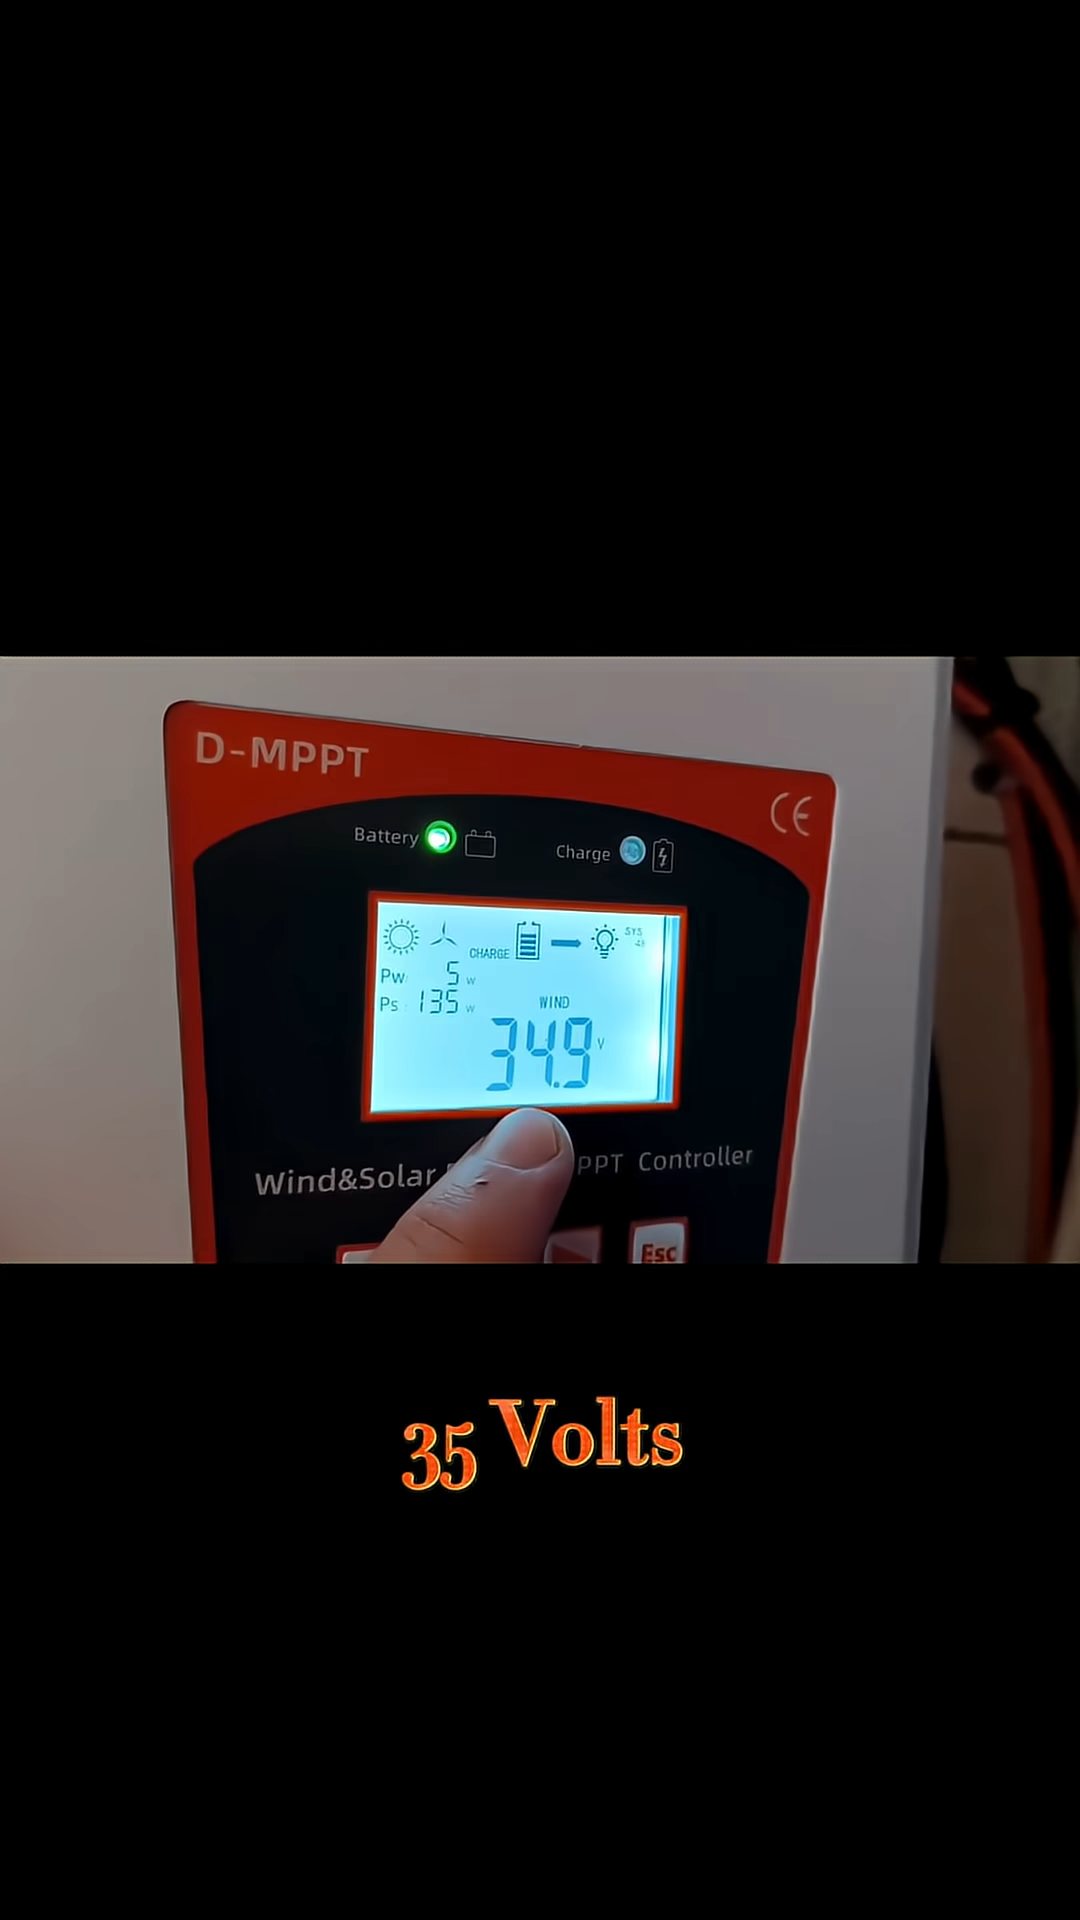 D-MPPT
CE
Battery
Charge
CHARGE
SYS
48
Pw 5 w
Ps 135 w
WIND
34.9 V
Wind&Solar
PPT Controller
Esc
35 Volts